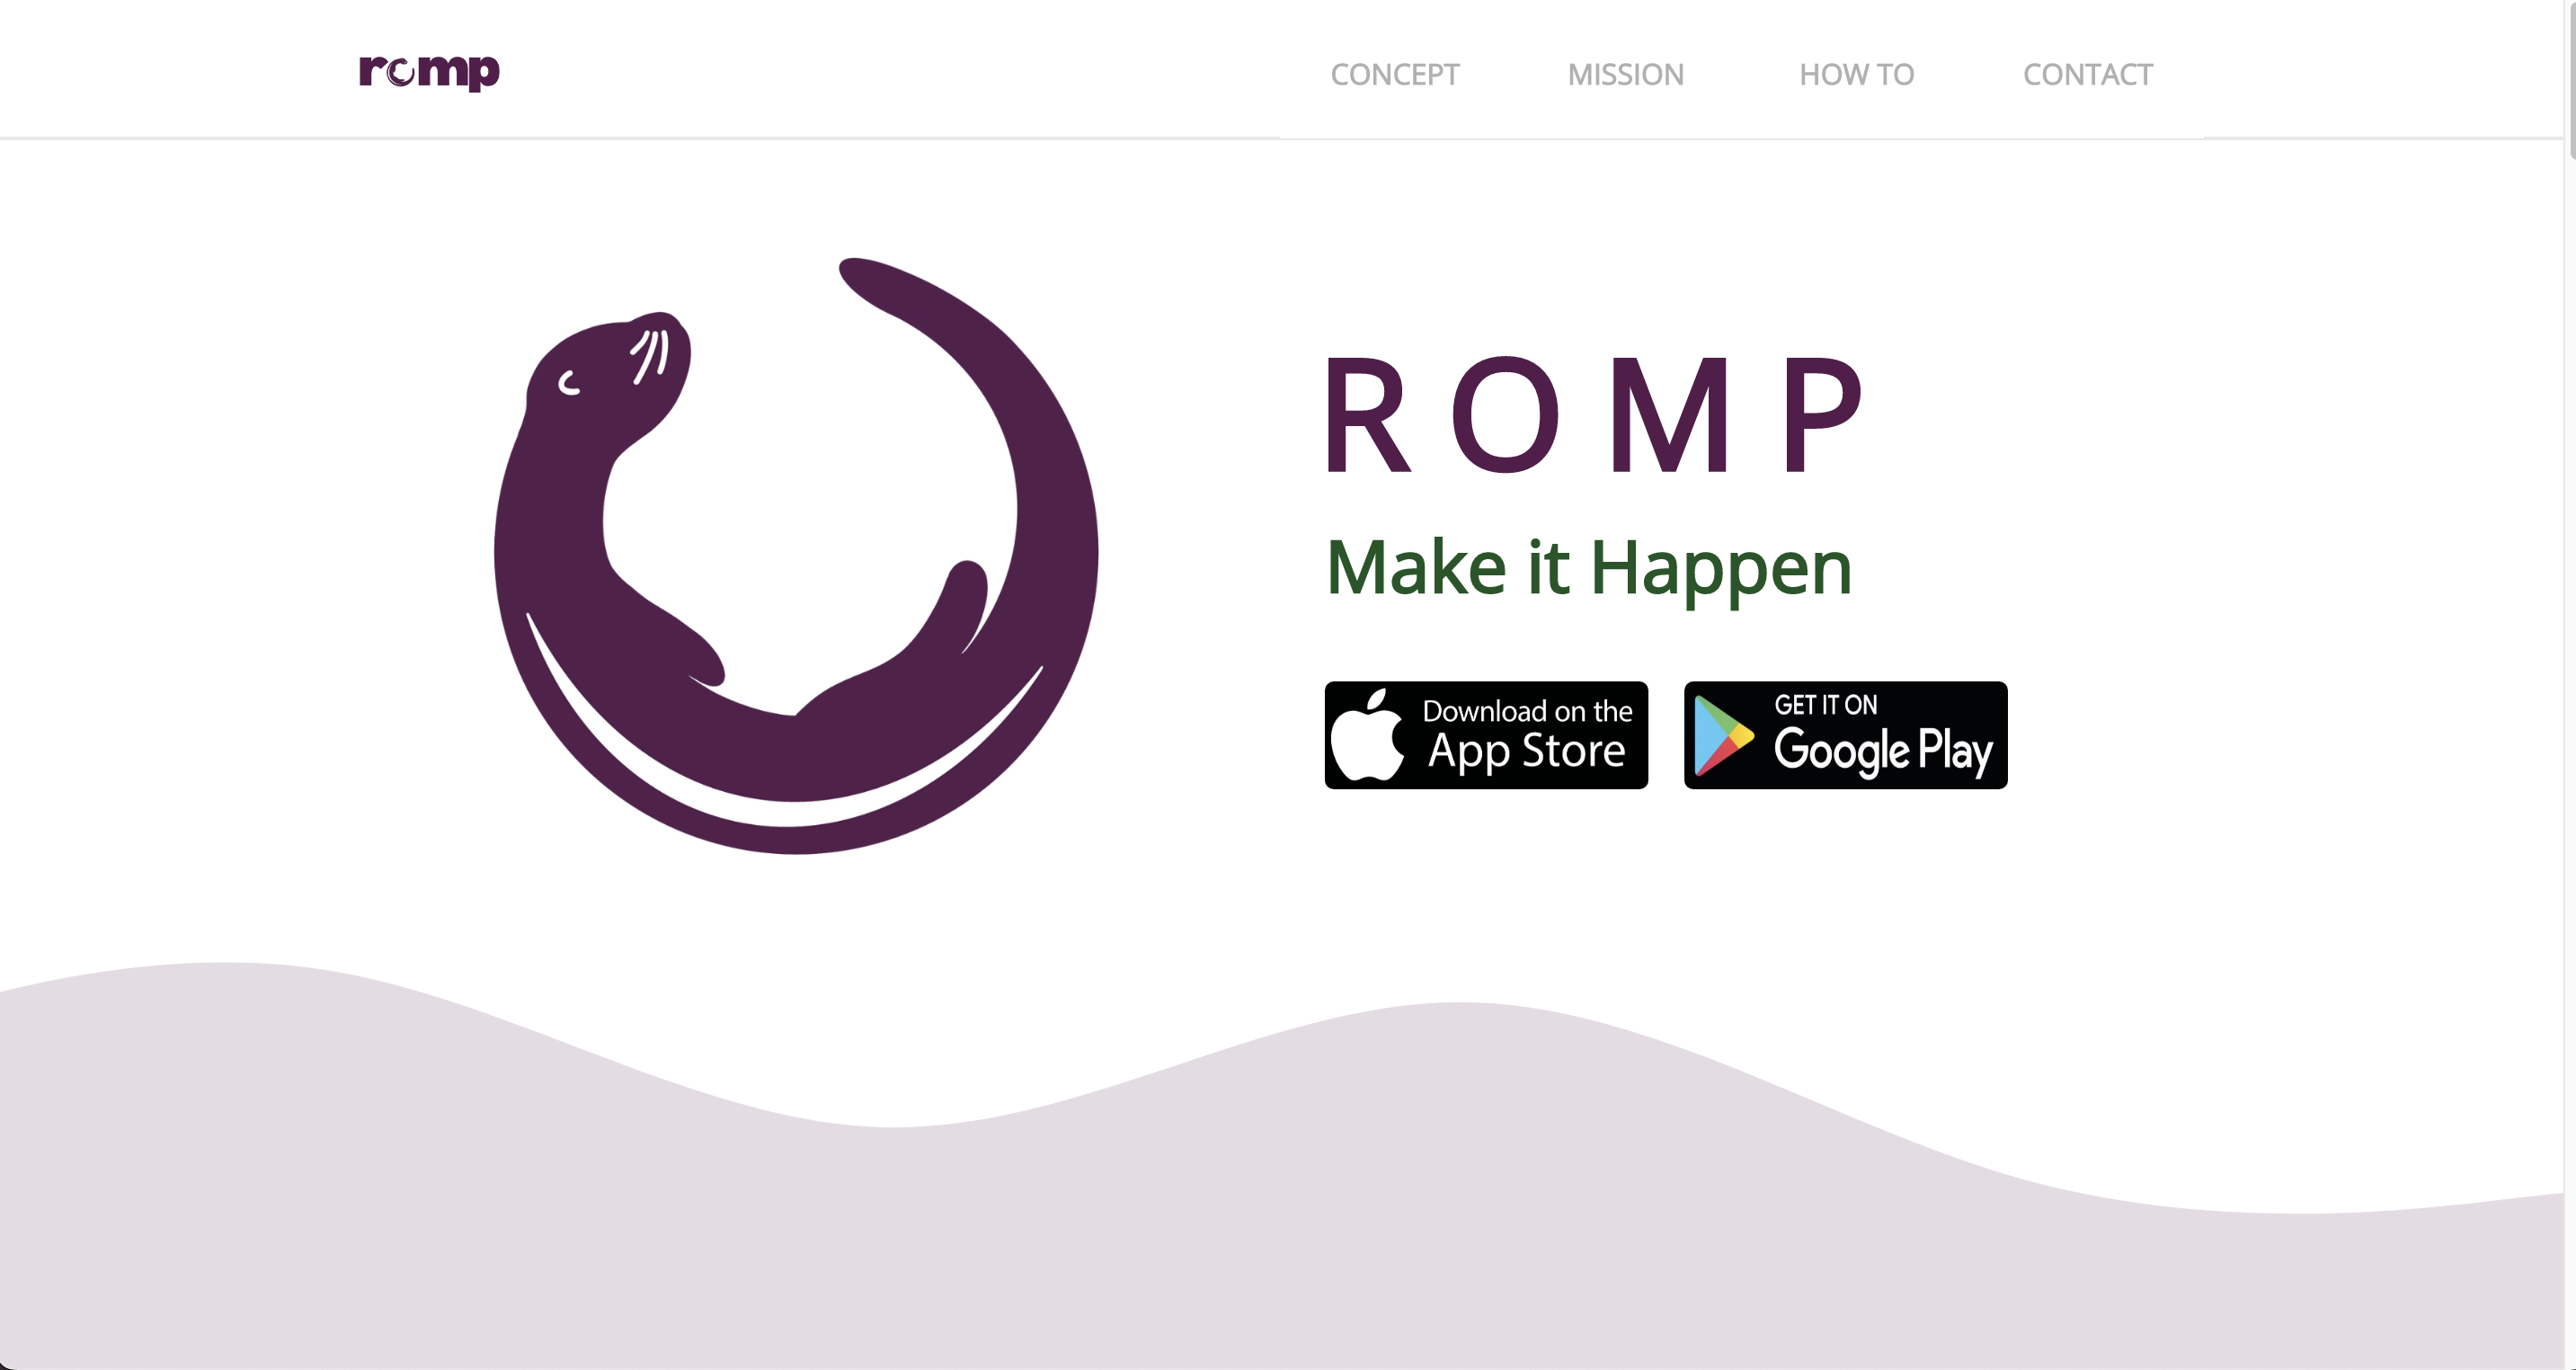 romp
CONCEPT MISSION HOW TO CONTACT
ROMP
Make it Happen
Download on the
App Store
GET IT ON
Google Play